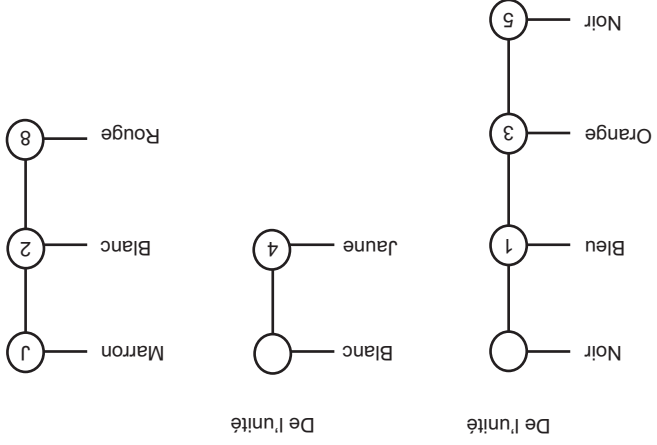 De l'unité
Noir
Bleu 1
Orange 3
Noir 5
De l'unité
Blanc
Jaune 4
Marron J
Blanc 2
Rouge 8